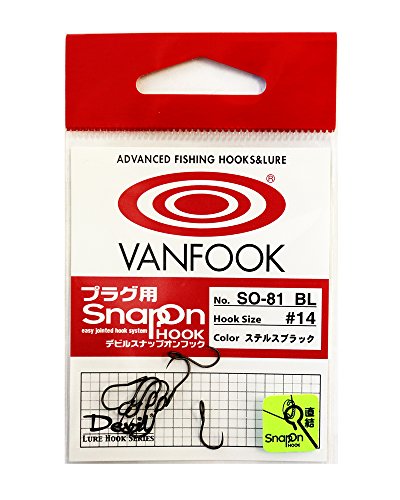 ADVANCED FISHING HOOKS&LURE
®
VANFOOK
プラグ用
SnapOn
easy jointed hook system
HOOK
デビルスナップオンフック
No. SO-81 BL
Hook Size #14
Color ステルスブラック
Devil
LURE HOOK SERIES
直結
SnapOn
HOOK